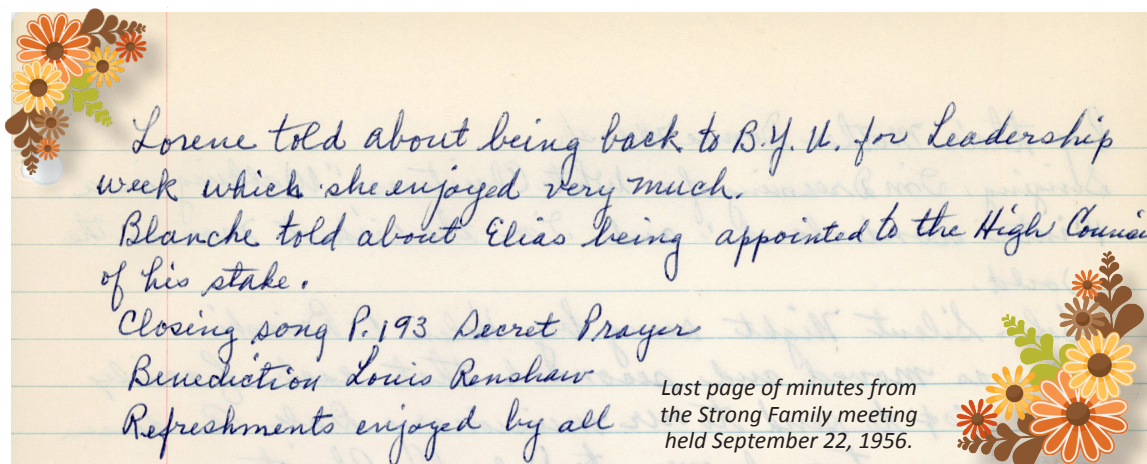 Lorene told about being back to B.Y.U. for Leadership
week which she enjoyed very much.
Blanche told about Elias being appointed to the High
of his stake.
Closing song P. 193 Secret Prayer
Benediction Louis Renshaw
Refreshments enjoyed by all
Last page of minutes from
the Strong Family meeting
held September 22, 1956.